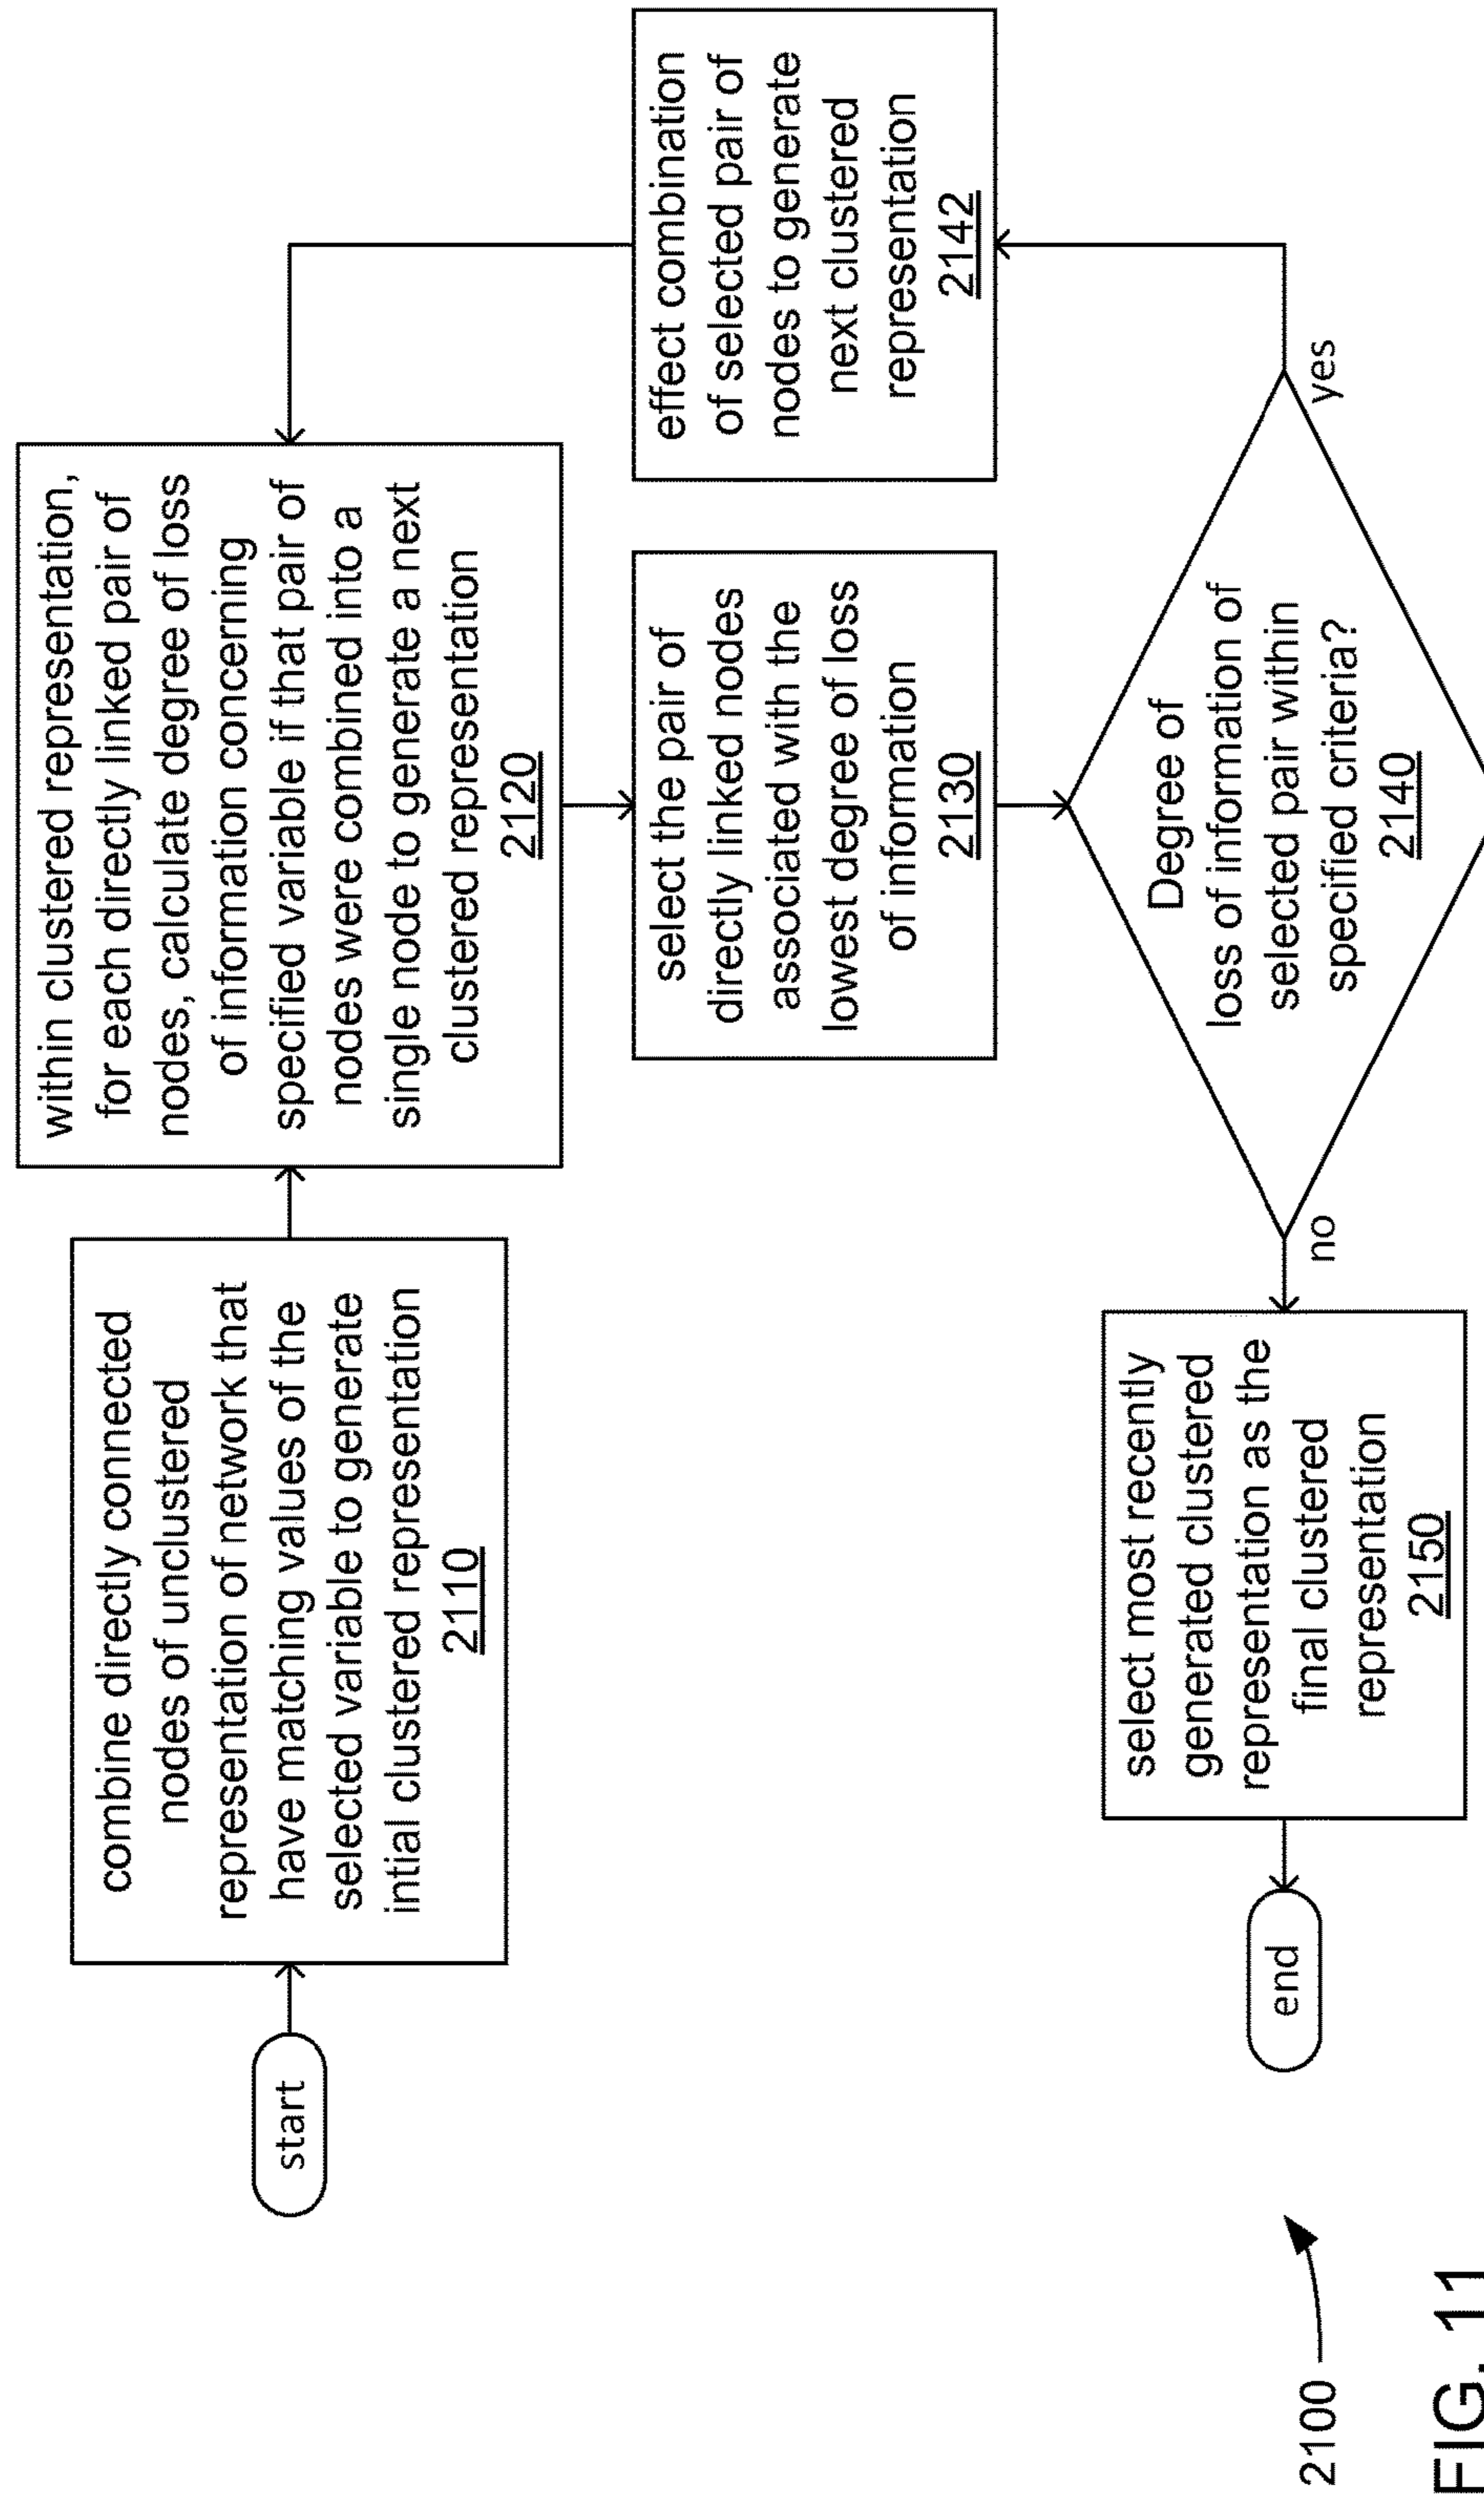 start
combine directly connected
nodes of unclustered
representation of network that
have matching values of the
selected variable to generate
intial clustered representation
2110
within clustered representation,
for each directly linked pair of
nodes, calculate degree of loss
of information concerning
specified variable if that pair of
nodes were combined into a
single node to generate a next
clustered representation
2120
select the pair of
directly linked nodes
associated with the
lowest degree of loss
of information
2130
effect combination
of selected pair of
nodes to generate
next clustered
representation
2142
Degree of
loss of information of
selected pair within
specified criteria?
2140
yes
no
select most recently
generated clustered
representation as the
final clustered
representation
2150
end
2100
FIG. 11